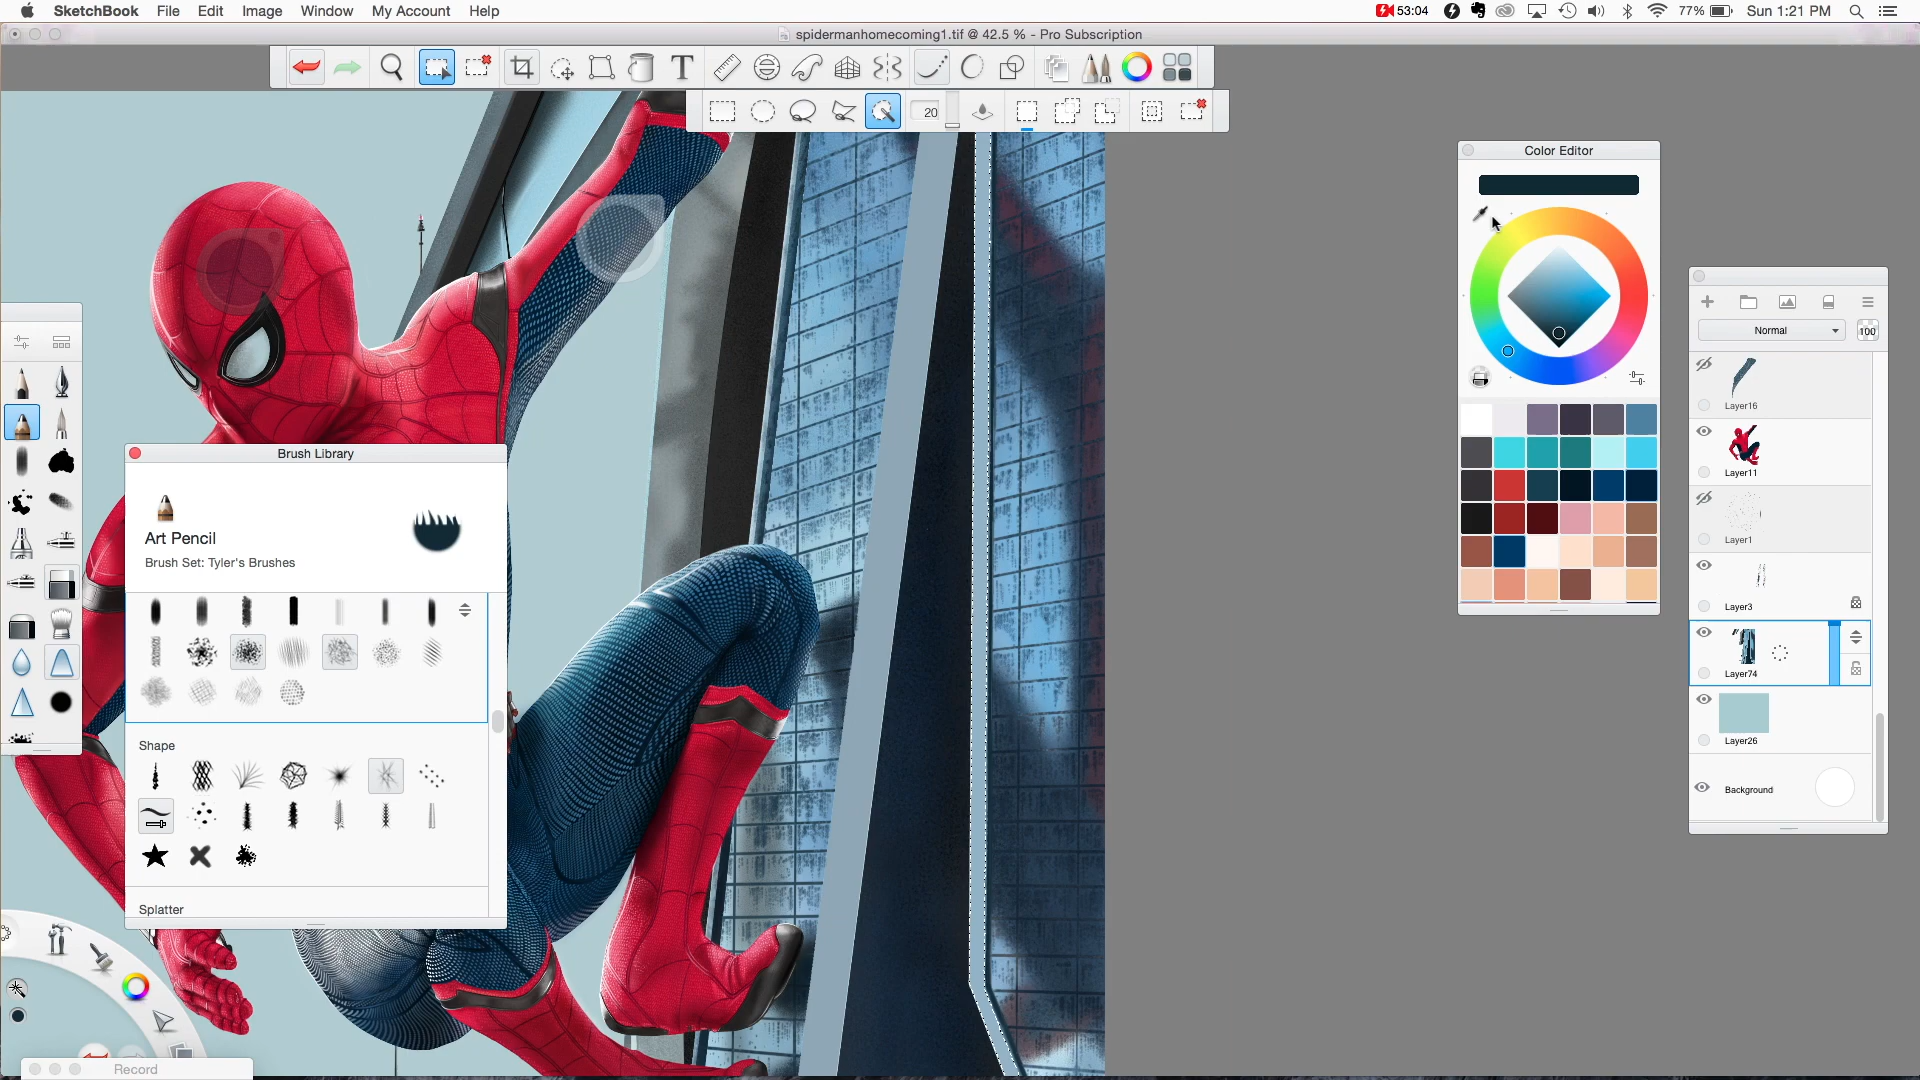 SketchBook File Edit Image Window My Account Help
53:04 77% Sun 1:21 PM
spidermanhomecoming1.tif @ 42.5 % - Pro Subscription
T
20
Color Editor
Normal 100
Layer16
Layer11
Layer1
Layer3
Layer74
Layer26
Background
Brush Library
Art Pencil
Brush Set: Tyler's Brushes
Shape
Splatter
Record